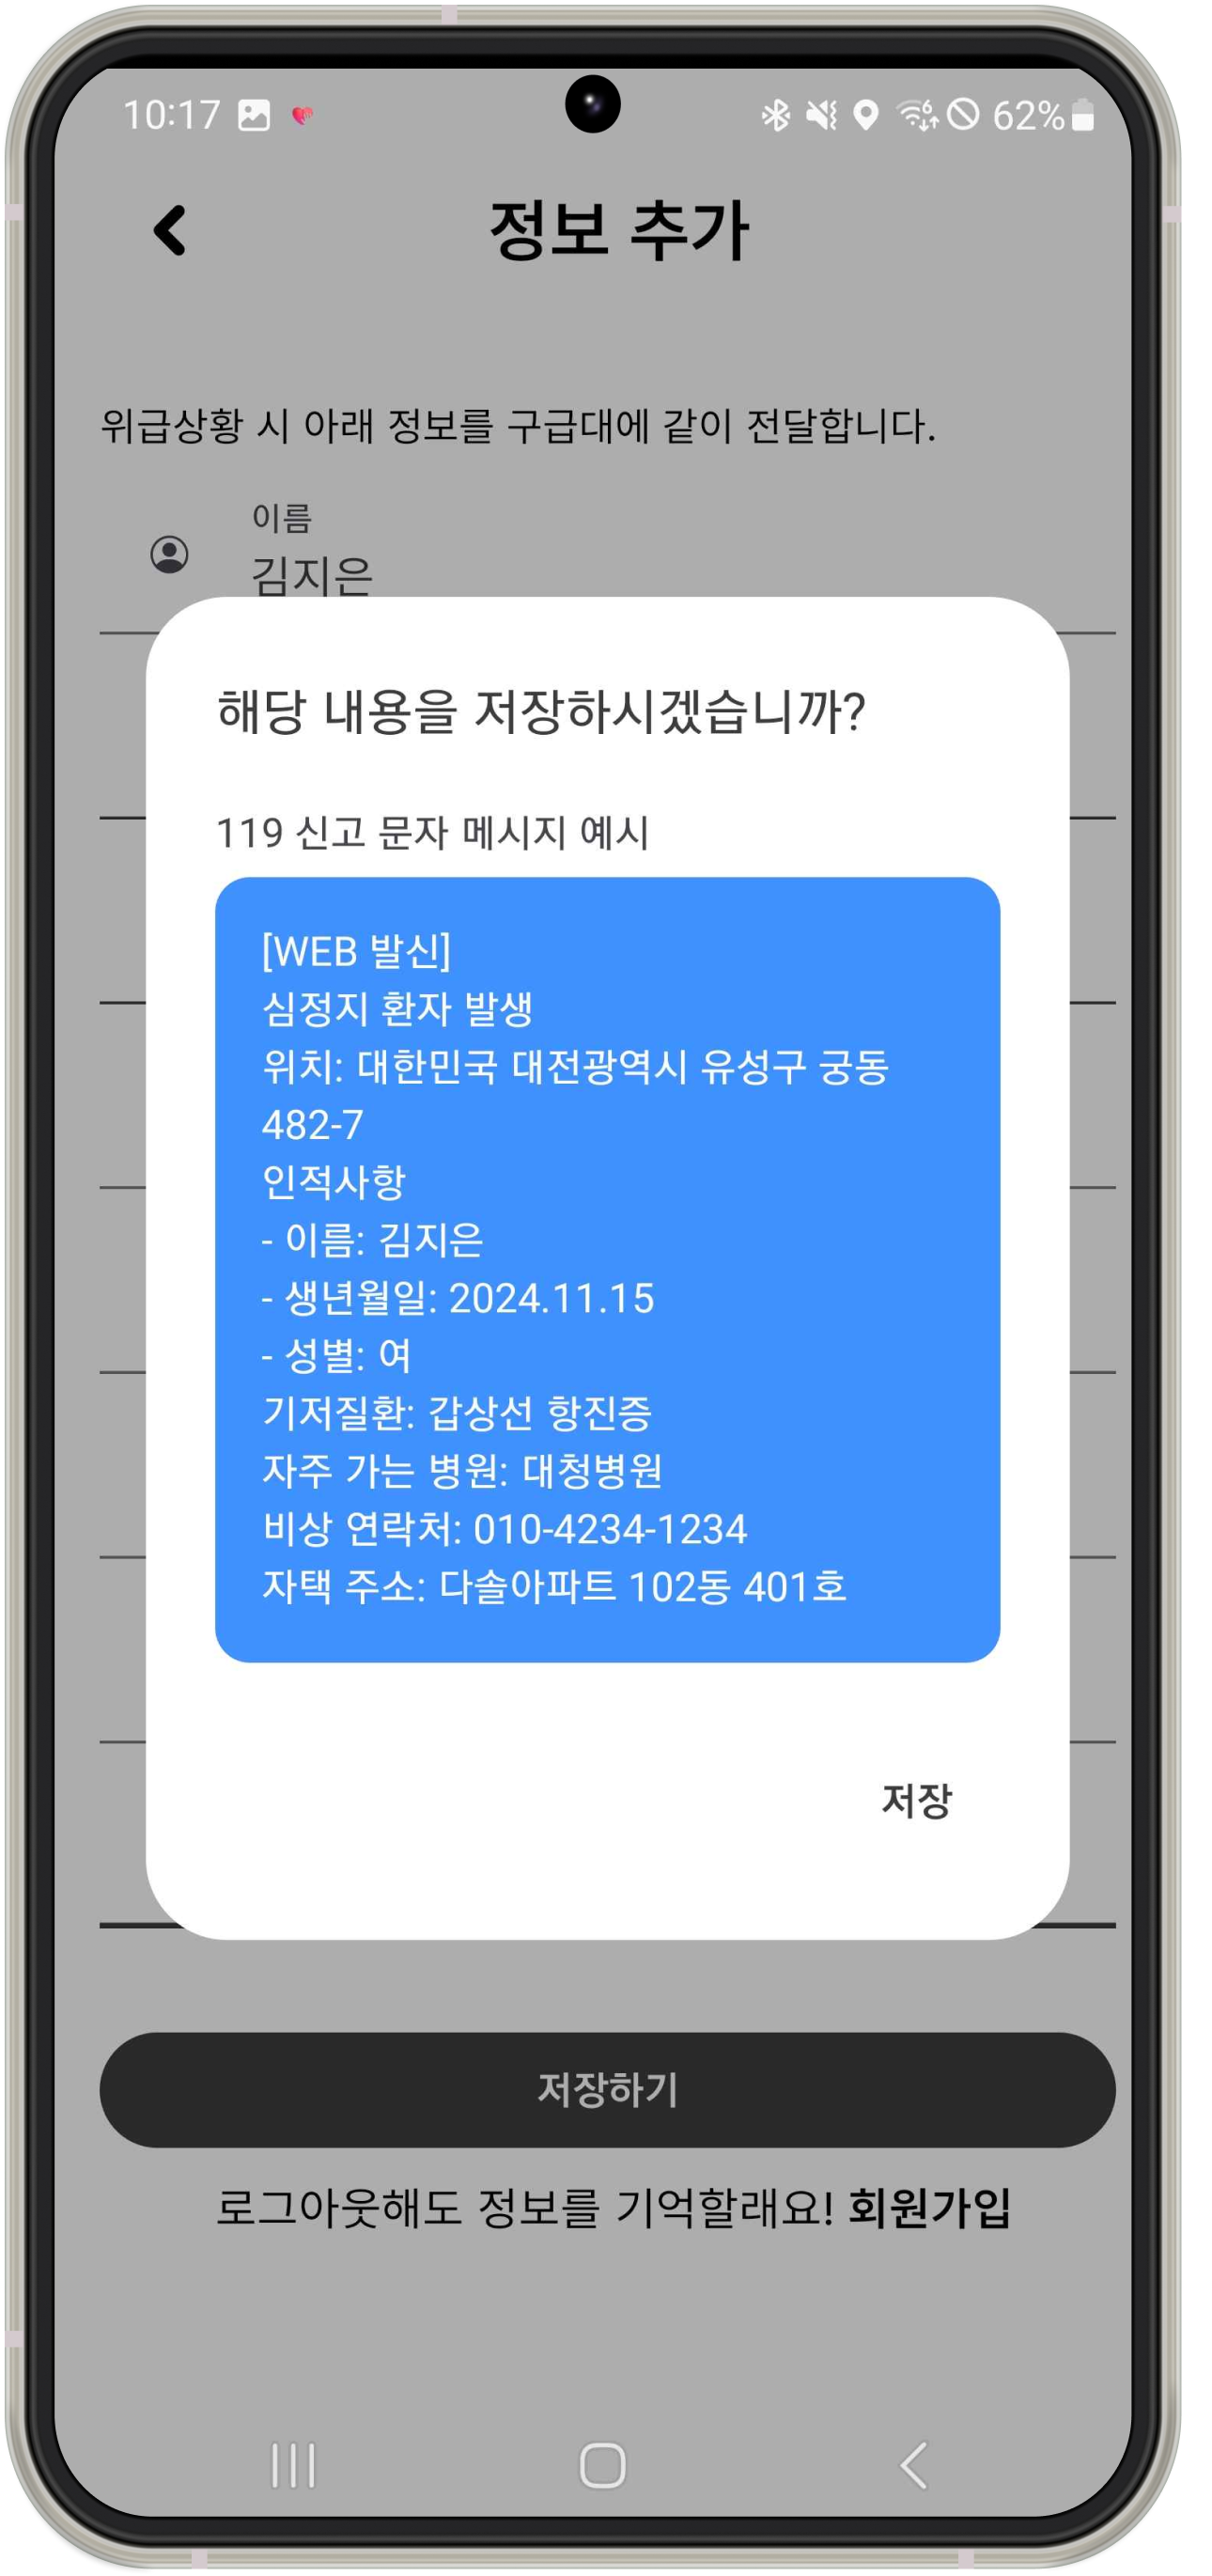 10:17
62%
정보 추가
위급상황 시 아래 정보를 구급대에 같이 전달합니다.
이름
김지은
해당 내용을 저장하시겠습니까?
119 신고 문자 메시지 예시
[WEB 발신]
심정지 환자 발생
위치: 대한민국 대전광역시 유성구 궁동
482-7
인적사항
- 이름: 김지은
- 생년월일: 2024.11.15
- 성별: 여
기저질환: 갑상선 항진증
자주 가는 병원: 대청병원
비상 연락처: 010-4234-1234
자택 주소: 다솔아파트 102동 401호
저장
저장하기
로그아웃해도 정보를 기억할래요! 회원가입